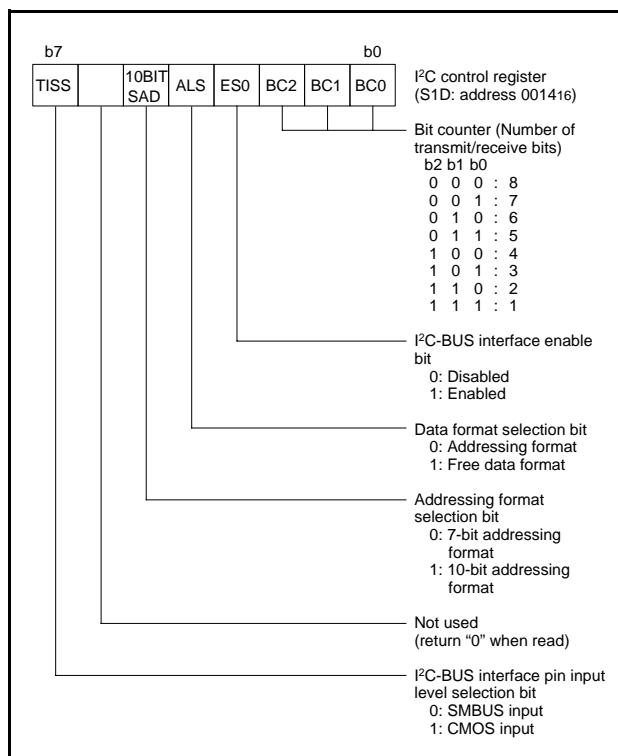 b7 b0
TISS 10BIT SAD ALS ES0 BC2 BC1 BC0
I²C control register
(S1D: address 0014₁₆)
Bit counter (Number of
transmit/receive bits)
b2 b1 b0
0 0 0 : 8
0 0 1 : 7
0 1 0 : 6
0 1 1 : 5
1 0 0 : 4
1 0 1 : 3
1 1 0 : 2
1 1 1 : 1
I²C-BUS interface enable
bit
0: Disabled
1: Enabled
Data format selection bit
0: Addressing format
1: Free data format
Addressing format
selection bit
0: 7-bit addressing
format
1: 10-bit addressing
format
Not used
(return “0” when read)
I²C-BUS interface pin input
level selection bit
0: SMBUS input
1: CMOS input